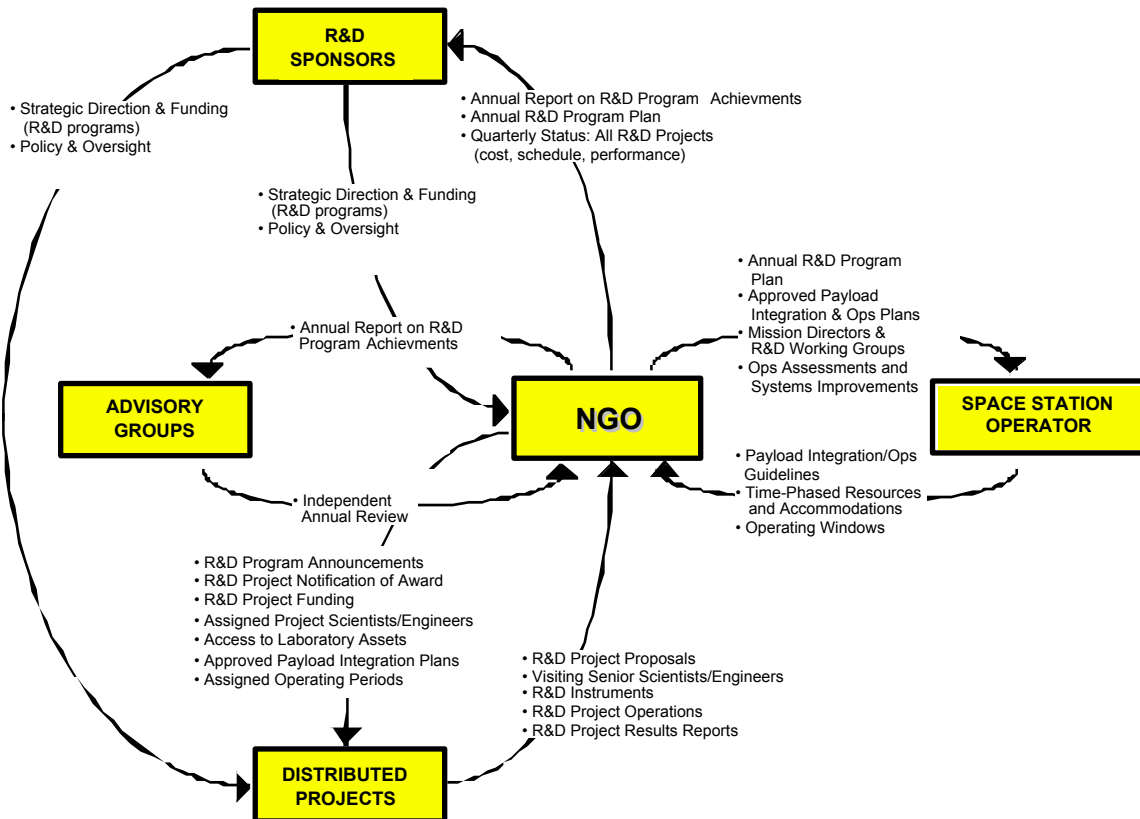 R&D
SPONSORS
• Strategic Direction & Funding
(R&D programs)
• Policy & Oversight
• Annual Report on R&D Program Achievments
• Annual R&D Program Plan
• Quarterly Status: All R&D Projects
(cost, schedule, performance)
• Strategic Direction & Funding
(R&D programs)
• Policy & Oversight
• Annual R&D Program
Plan
• Approved Payload
Integration & Ops Plans
• Mission Directors &
R&D Working Groups
• Ops Assessments and
Systems Improvements
• Annual Report on R&D
Program Achievments
ADVISORY
GROUPS
NGO
SPACE STATION
OPERATOR
• Payload Integration/Ops
Guidelines
• Time-Phased Resources
and Accommodations
• Operating Windows
• Independent
Annual Review
• R&D Program Announcements
• R&D Project Notification of Award
• R&D Project Funding
• Assigned Project Scientists/Engineers
• Access to Laboratory Assets
• Approved Payload Integration Plans
• Assigned Operating Periods
• R&D Project Proposals
• Visiting Senior Scientists/Engineers
• R&D Instruments
• R&D Project Operations
• R&D Project Results Reports
DISTRIBUTED
PROJECTS